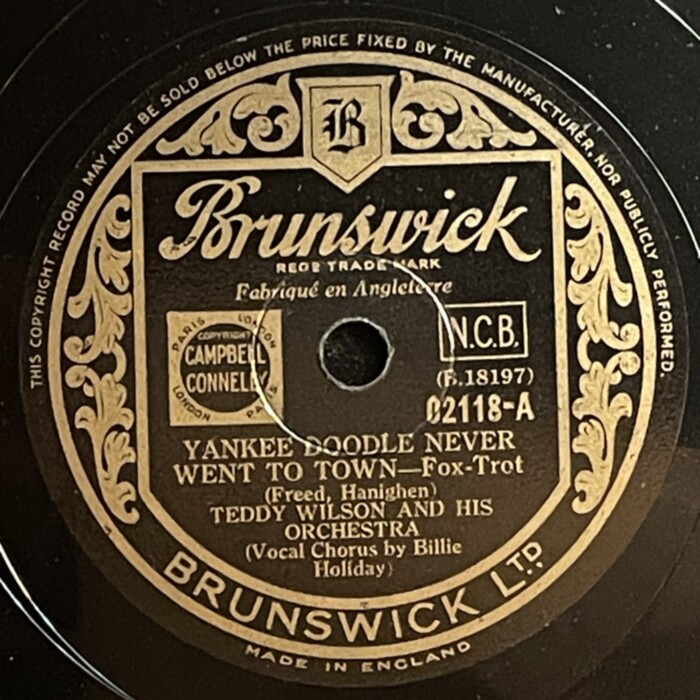 THIS COPYRIGHT RECORD MAY NOT BE SOLD BELOW THE PRICE FIXED BY THE MANUFACTURER, NOR PUBLICLY PERFORMED.
B
Brunswick
REGD TRADE MARK
Fabriqué en Angleterre
PARIS LONDON
COPYRIGHT
CAMPBELL
CONNELLY
LONDON PARIS
N.C.B.
(B.18197)
02118-A
YANKEE DOODLE NEVER
WENT TO TOWN—Fox-Trot
(Freed, Hanighen)
TEDDY WILSON AND HIS
ORCHESTRA
(Vocal Chorus by Billie
Holiday)
BRUNSWICK LTD.
MADE IN ENGLAND